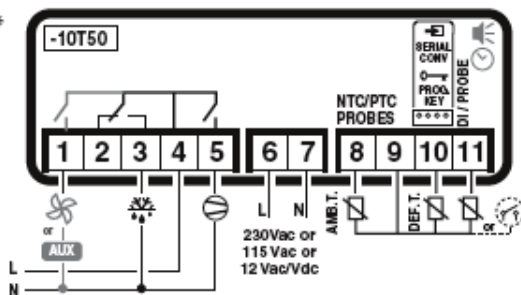 -10T50
SERIAL
CONV
PROG.
KEY
DI / PROBE
NTC/PTC
PROBES
1 2 3 4 5 6 7 8 9 10 11
L N
AMB.T.
DEF.T.
or
AUX
or
230Vac or
115 Vac or
12 Vac/Vdc
L
N